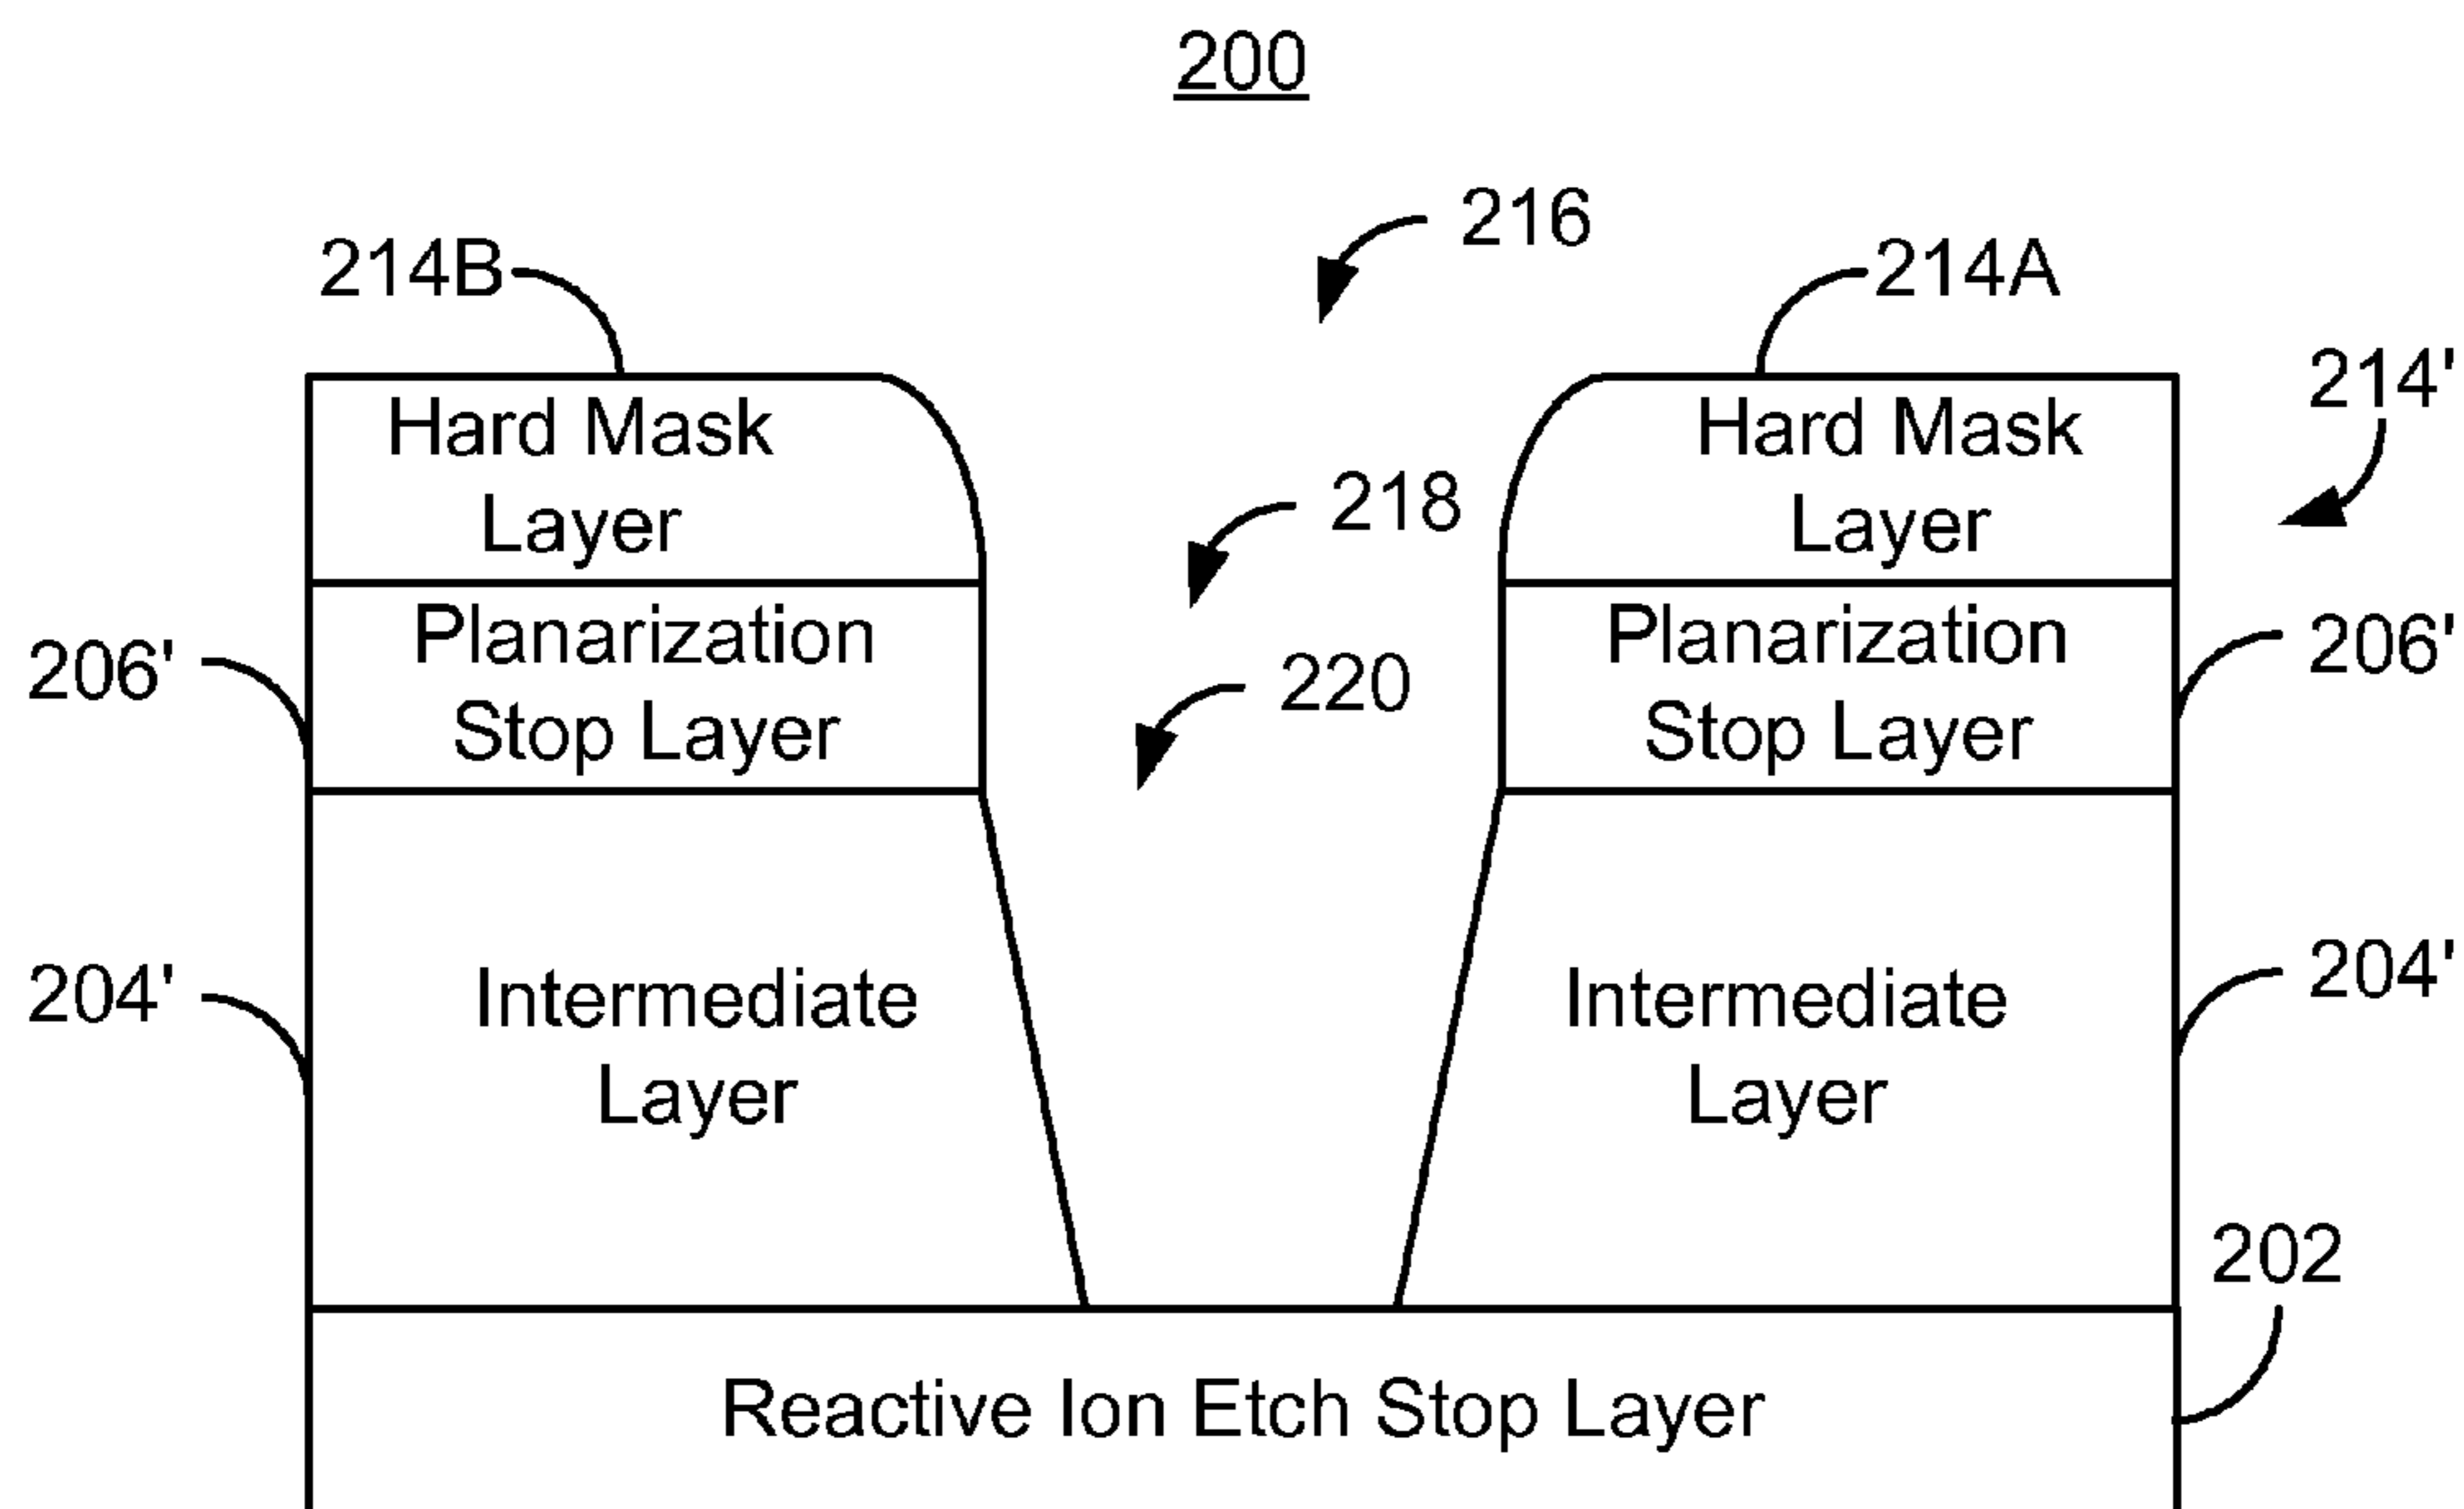 200
216
214B
214A
214'
Hard Mask
Layer
Hard Mask
Layer
218
206'
Planarization
Stop Layer
220
Planarization
Stop Layer
206'
204'
Intermediate
Layer
Intermediate
Layer
204'
202
Reactive Ion Etch Stop Layer